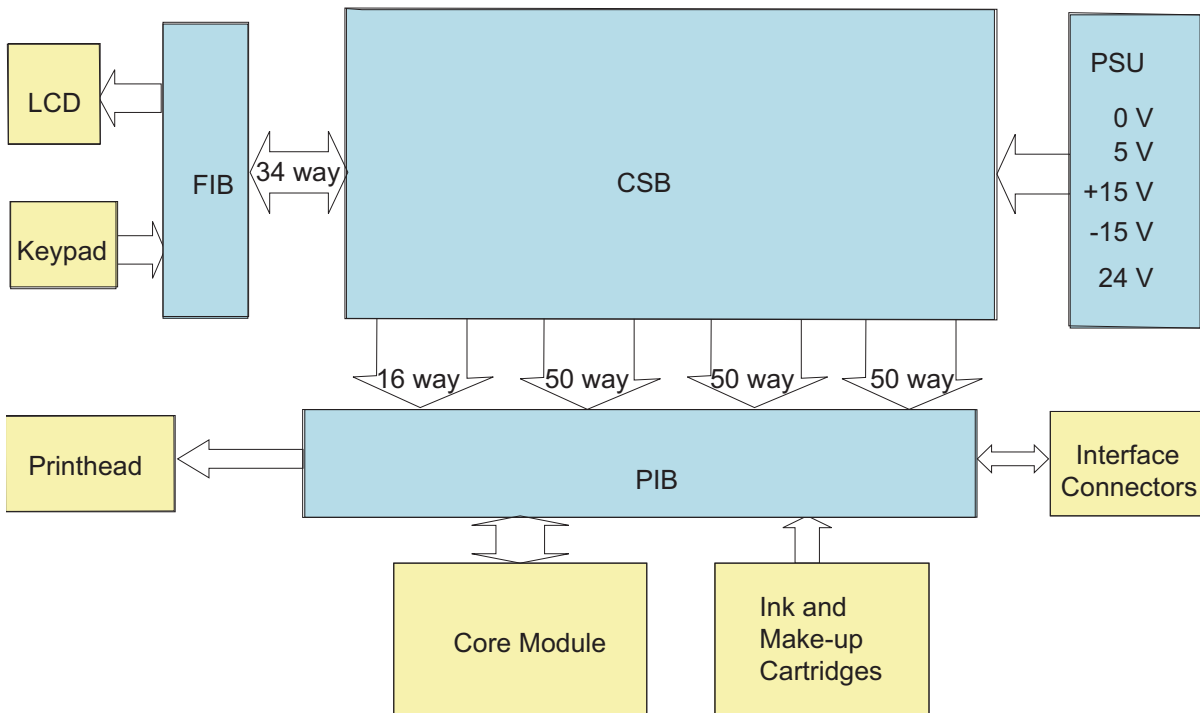 LCD
FIB
34 way
CSB
PSU
0 V
5 V
+15 V
-15 V
24 V
Keypad
16 way
50 way
50 way
50 way
Printhead
PIB
Interface
Connectors
Core Module
Ink and
Make-up
Cartridges